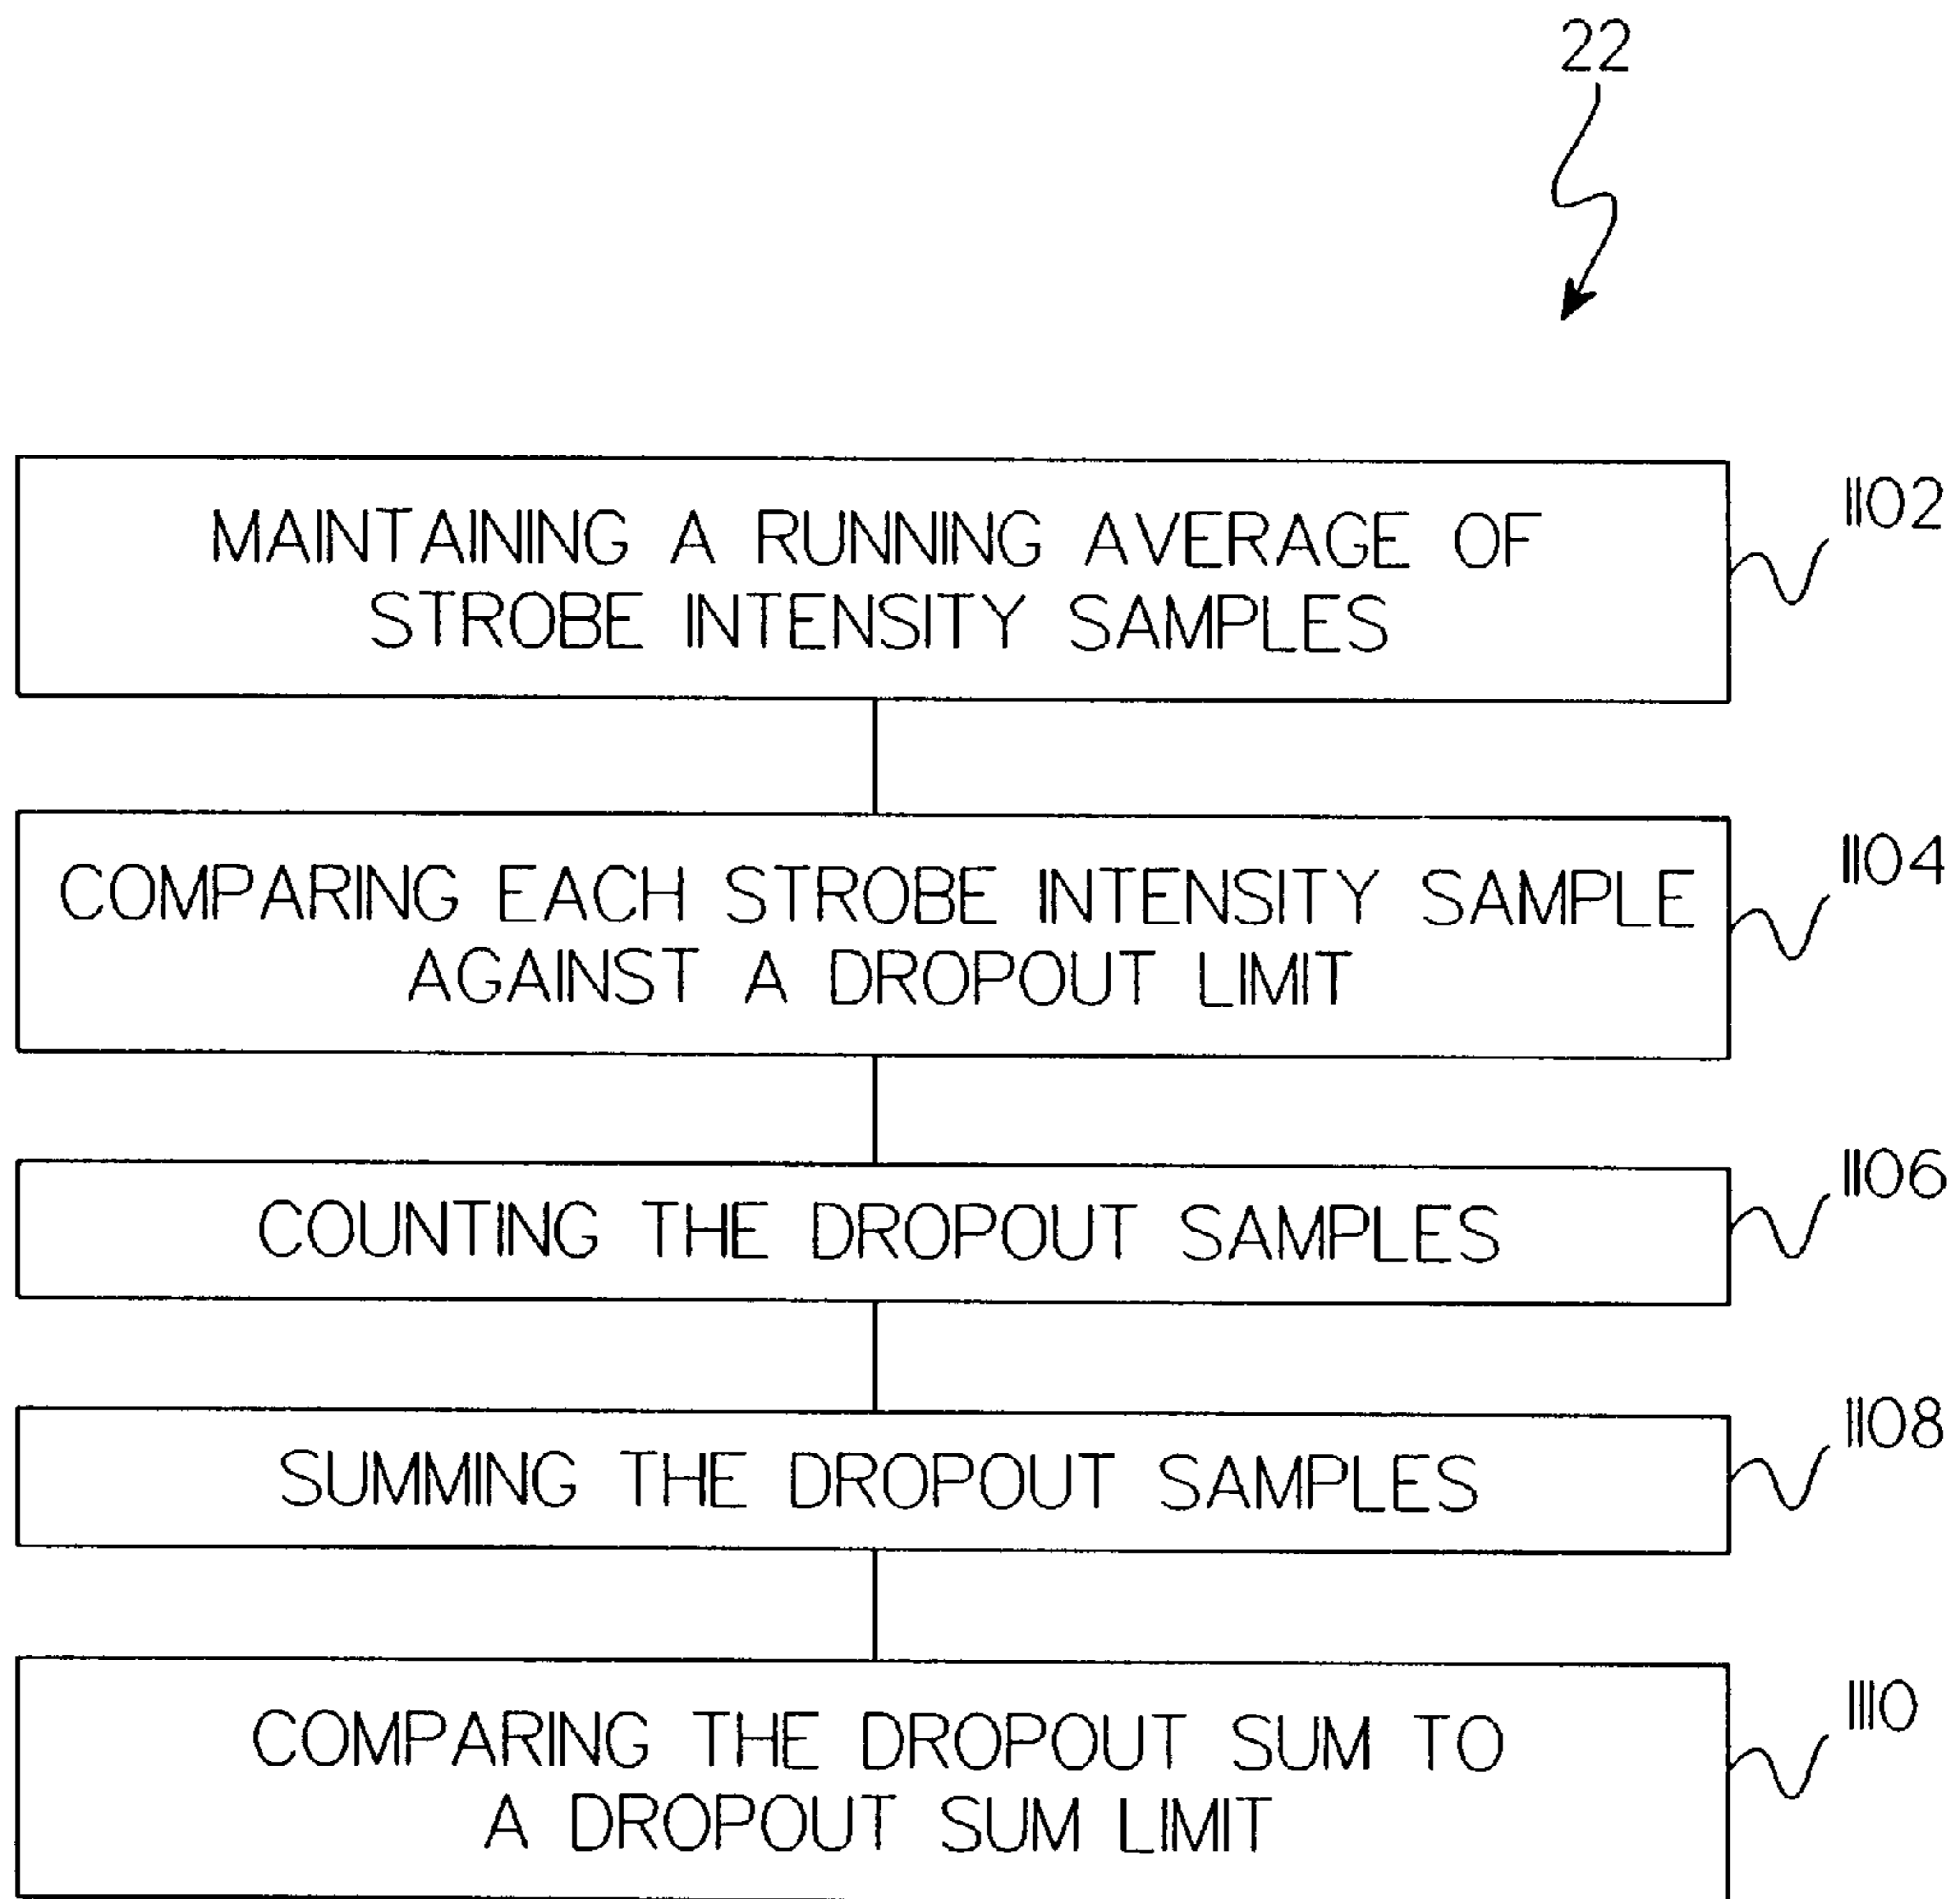 22
MAINTAINING A RUNNING AVERAGE OF
STROBE INTENSITY SAMPLES
1102
COMPARING EACH STROBE INTENSITY SAMPLE
AGAINST A DROPOUT LIMIT
1104
COUNTING THE DROPOUT SAMPLES
1106
SUMMING THE DROPOUT SAMPLES
1108
COMPARING THE DROPOUT SUM TO
A DROPOUT SUM LIMIT
1110